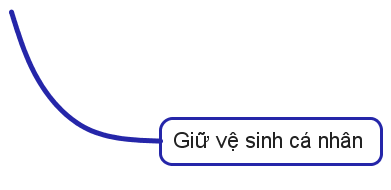 Giữ vệ sinh cá nhân